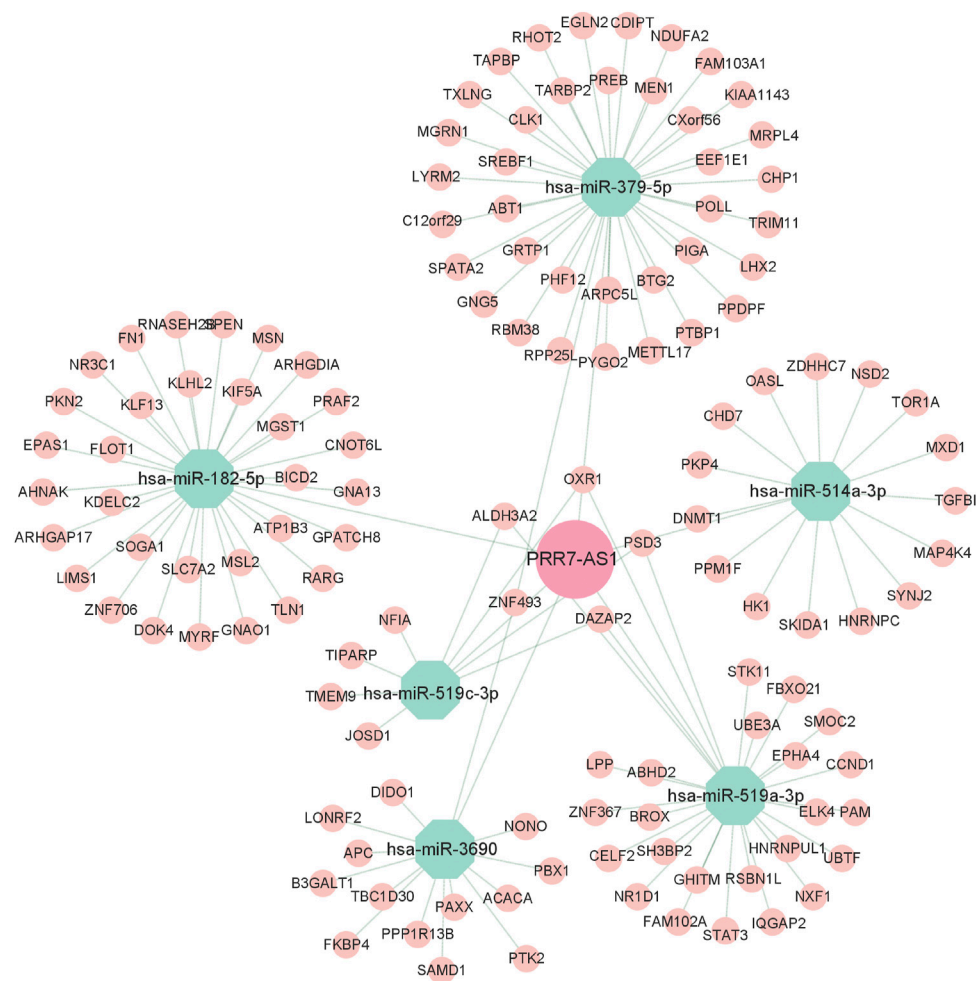 EGLN2
CDIPT
RHOT2
NDUFA2
TAPBP
FAM103A1
TARBP2
PREB
MEN1
TXLNG
KIAA1143
CLK1
CXorf56
MGRN1
MRPL4
SREBF1
EEF1E1
LYRM2
hsa-miR-379-5p
CHP1
ABT1
POLL
C12orf29
TRIM11
GRTP1
PIGA
SPATA2
LHX2
PHF12
BTG2
GNG5
ARPC5L
PPDPF
RBM38
PTBP1
RPP25L
PYGO2
METTL17
RNASEH2B
SPEN
FN1
MSN
NR3C1
ARHGDIA
KLHL2
KIF5A
PKN2
KLF13
PRAF2
MGST1
EPAS1
FLOT1
CNOT6L
hsa-miR-182-5p
BICD2
AHNAK
KDELC2
GNA13
ARHGAP17
ATP1B3
GPATCH8
SOGA1
LIMS1
SLC7A2
MSL2
RARG
ZNF706
TLN1
DOK4
MYRF
GNAO1
ZDHHC7
OASL
NSD2
CHD7
TOR1A
PKP4
MXD1
hsa-miR-514a-3p
TGFBI
DNMT1
MAP4K4
PPM1F
SYNJ2
HK1
SKIDA1
HNRNPC
OXR1
ALDH3A2
PSD3
PRR7-AS1
ZNF493
DAZAP2
NFIA
TIPARP
TMEM9
hsa-miR-519c-3p
JOSD1
STK11
FBXO21
UBE3A
SMOC2
EPHA4
LPP
ABHD2
CCND1
hsa-miR-519a-3p
ZNF367
BROX
ELK4
PAM
CELF2
SH3BP2
HNRNPUL1
UBTF
NR1D1
GHITM
RSBN1L
NXF1
FAM102A
STAT3
IQGAP2
DIDO1
LONRF2
NONO
APC
hsa-miR-3690
B3GALT1
PBX1
TBC1D30
PAXX
ACACA
FKBP4
PPP1R13B
PTK2
SAMD1